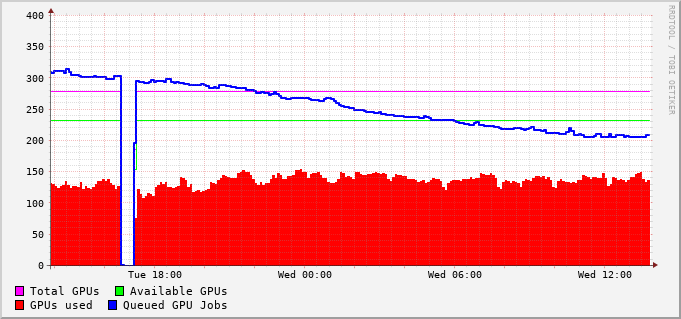 400
350
300
250
200
150
100
50
0
Tue 18:00 Wed 00:00 Wed 06:00 Wed 12:00
Total GPUs Available GPUs
GPUs used Queued GPU Jobs
RRDTOOL / TOBI OETIKER